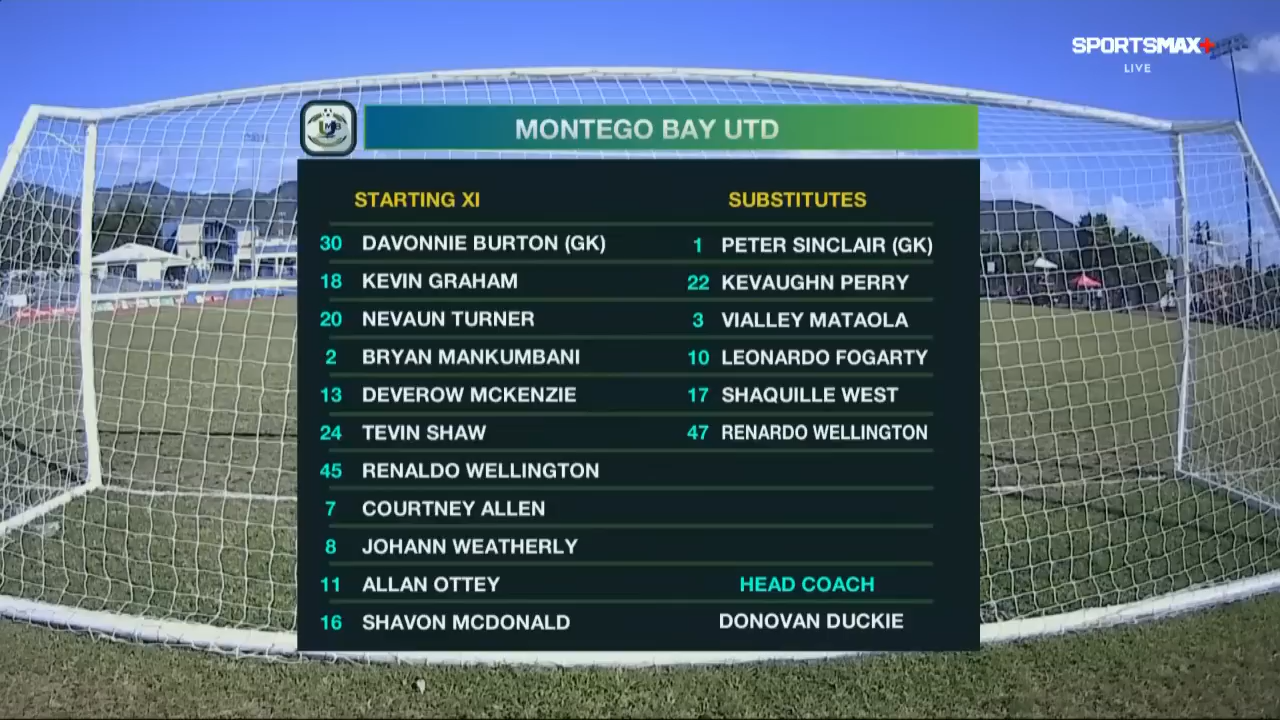 SPORTSMAX+
LIVE
MONTEGO BAY UTD
STARTING XI
30 DAVONNIE BURTON (GK)
18 KEVIN GRAHAM
20 NEVAUN TURNER
2 BRYAN MANKUMBANI
13 DEVEROW MCKENZIE
24 TEVIN SHAW
45 RENALDO WELLINGTON
7 COURTNEY ALLEN
8 JOHANN WEATHERLY
11 ALLAN OTTEY
16 SHAVON MCDONALD
SUBSTITUTES
1 PETER SINCLAIR (GK)
22 KEVAUGHN PERRY
3 VIALLEY MATAOLA
10 LEONARDO FOGARTY
17 SHAQUILLE WEST
47 RENARDO WELLINGTON
HEAD COACH
DONOVAN DUCKIE